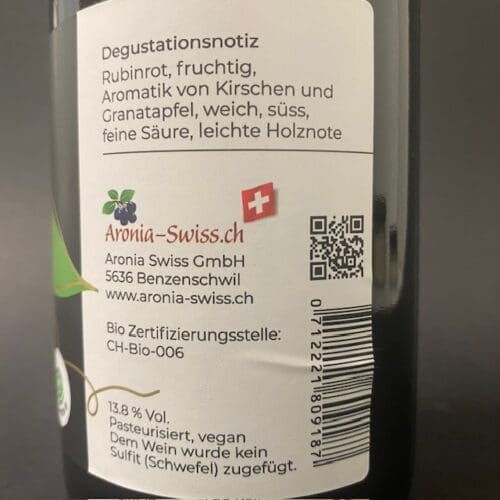 Degustationsnotiz
Rubinrot, fruchtig,
Aromatik von Kirschen und
Granatapfel, weich, süss,
feine Säure, leichte Holznote
Aronia-Swiss.ch
Aronia Swiss GmbH
5636 Benzenschwil
www.aronia-swiss.ch
Bio Zertifizierungsstelle:
CH-Bio-006
13.8 % Vol.
Pasteurisiert, vegan
Dem Wein wurde kein
Sulfit (Schwefel) zugefügt.
0712221809187